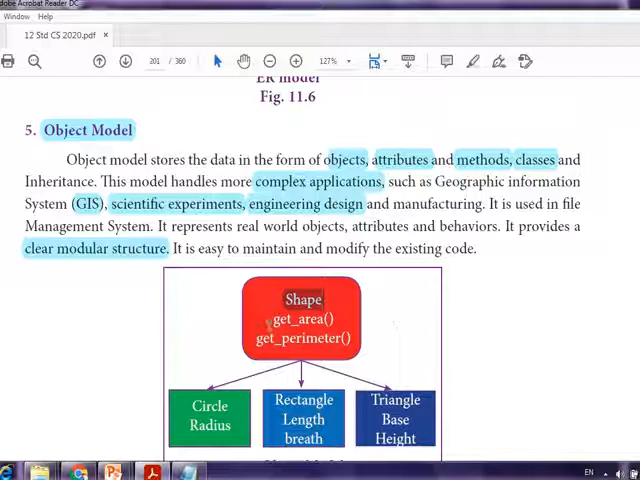 Acrobat Reader DC
Window Help
12 Std CS 2020.pdf ×
201 / 360 127%
ER model
Fig. 11.6
5. Object Model
Object model stores the data in the form of objects, attributes and methods, classes and
Inheritance. This model handles more complex applications, such as Geographic information
System (GIS), scientific experiments, engineering design and manufacturing. It is used in file
Management System. It represents real world objects, attributes and behaviors. It provides a
clear modular structure. It is easy to maintain and modify the existing code.
Shape
get_area()
get_perimeter()
Circle
Radius
Rectangle
Length
breath
Triangle
Base
Height
EN